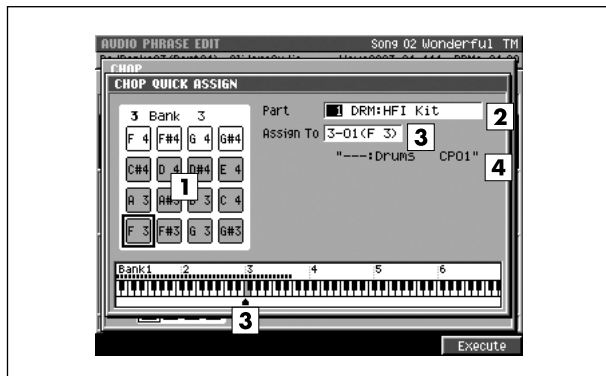 AUDIO PHRASE EDIT Song 02 Wonderful TM
CHOP
CHOP QUICK ASSIGN
3 Bank 3
Part 1 DRM:HFI Kit 2
Assign To 3-01(F 3) 3
"---:Drums CP01" 4
F 4 F#4 G 4 G#4
C#4 D 4 D#4 E 4
1
A 3 A#3 B 3 C 4
F 3 F#3 G 3 G#3
Bank1 2 3 4 5 6
3
Execute